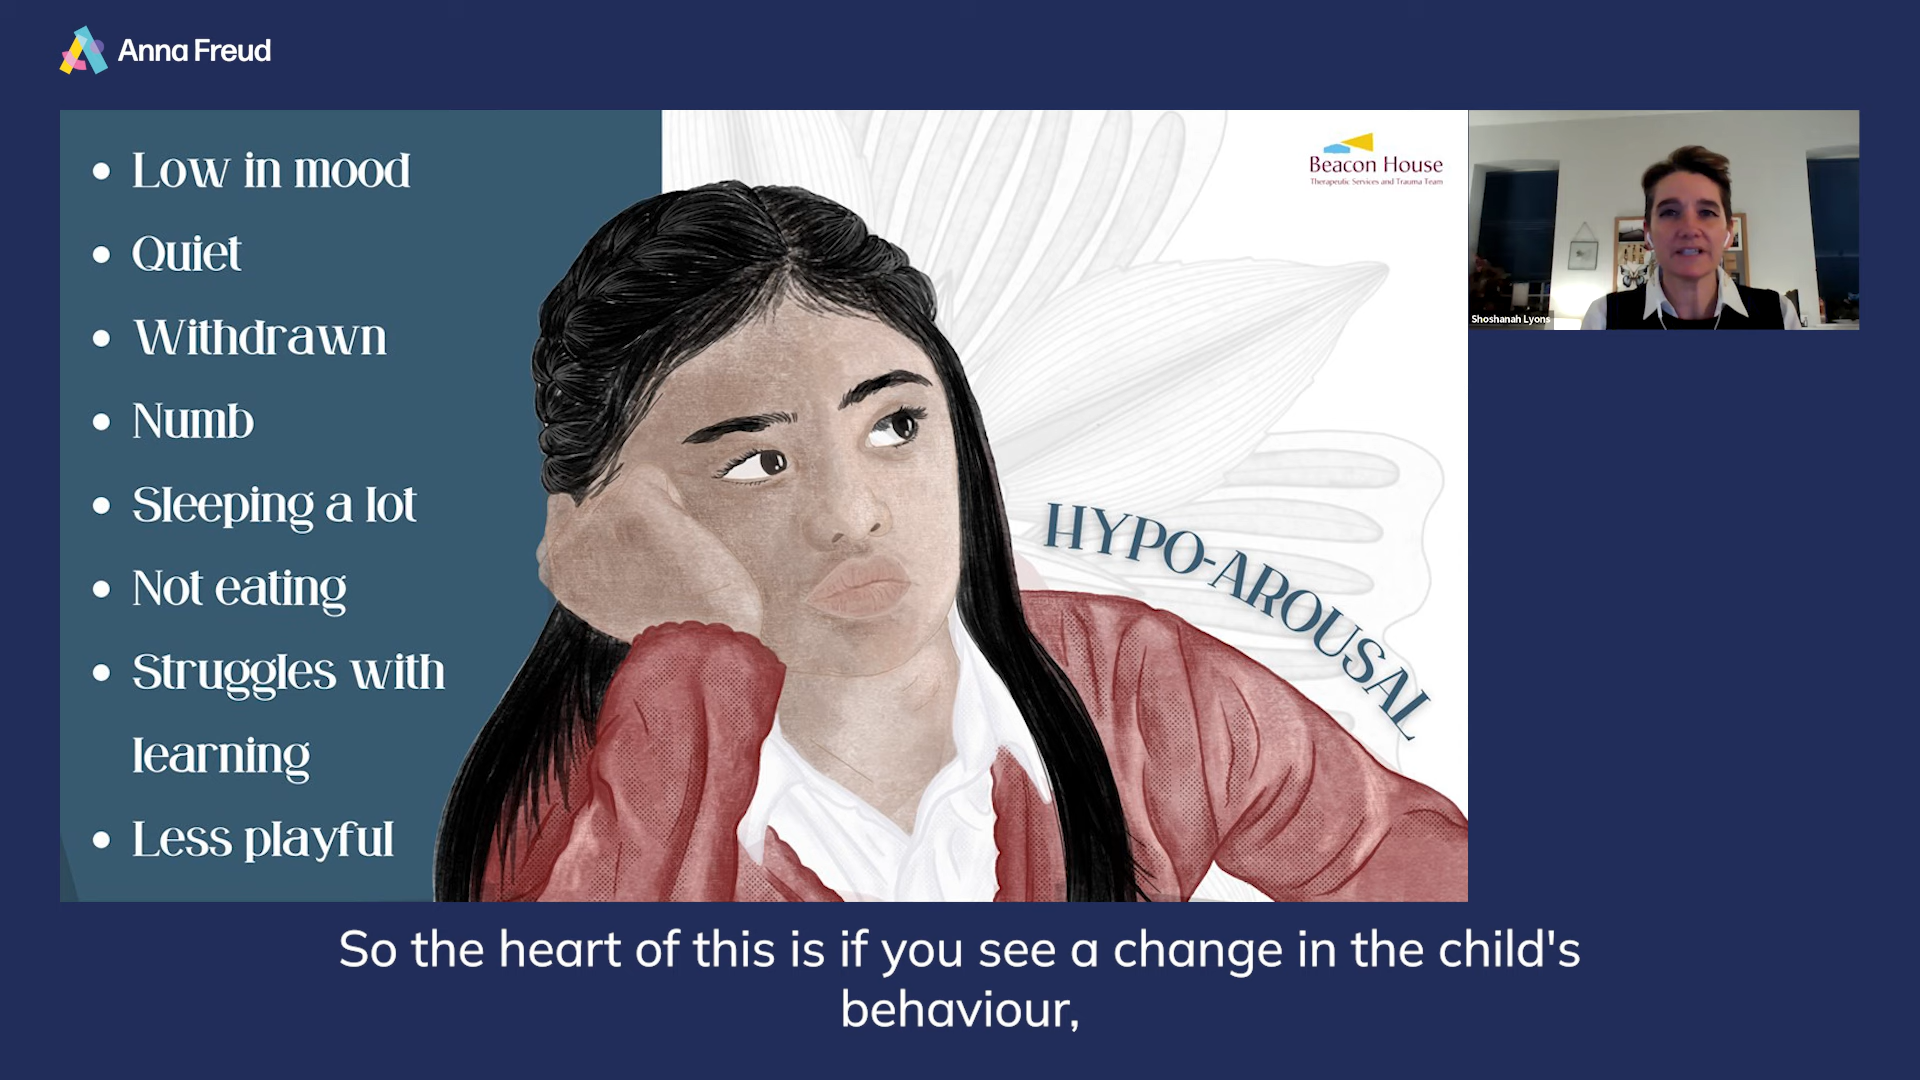 Anna Freud
Low in mood
Quiet
Withdrawn
Numb
Sleeping a lot
Not eating
Struggles with
learning
Less playful
Beacon House
Therapeutic Services and Trauma Team
HYPO-AROUSAL
Shoshanah Lyons
So the heart of this is if you see a change in the child's
behaviour,